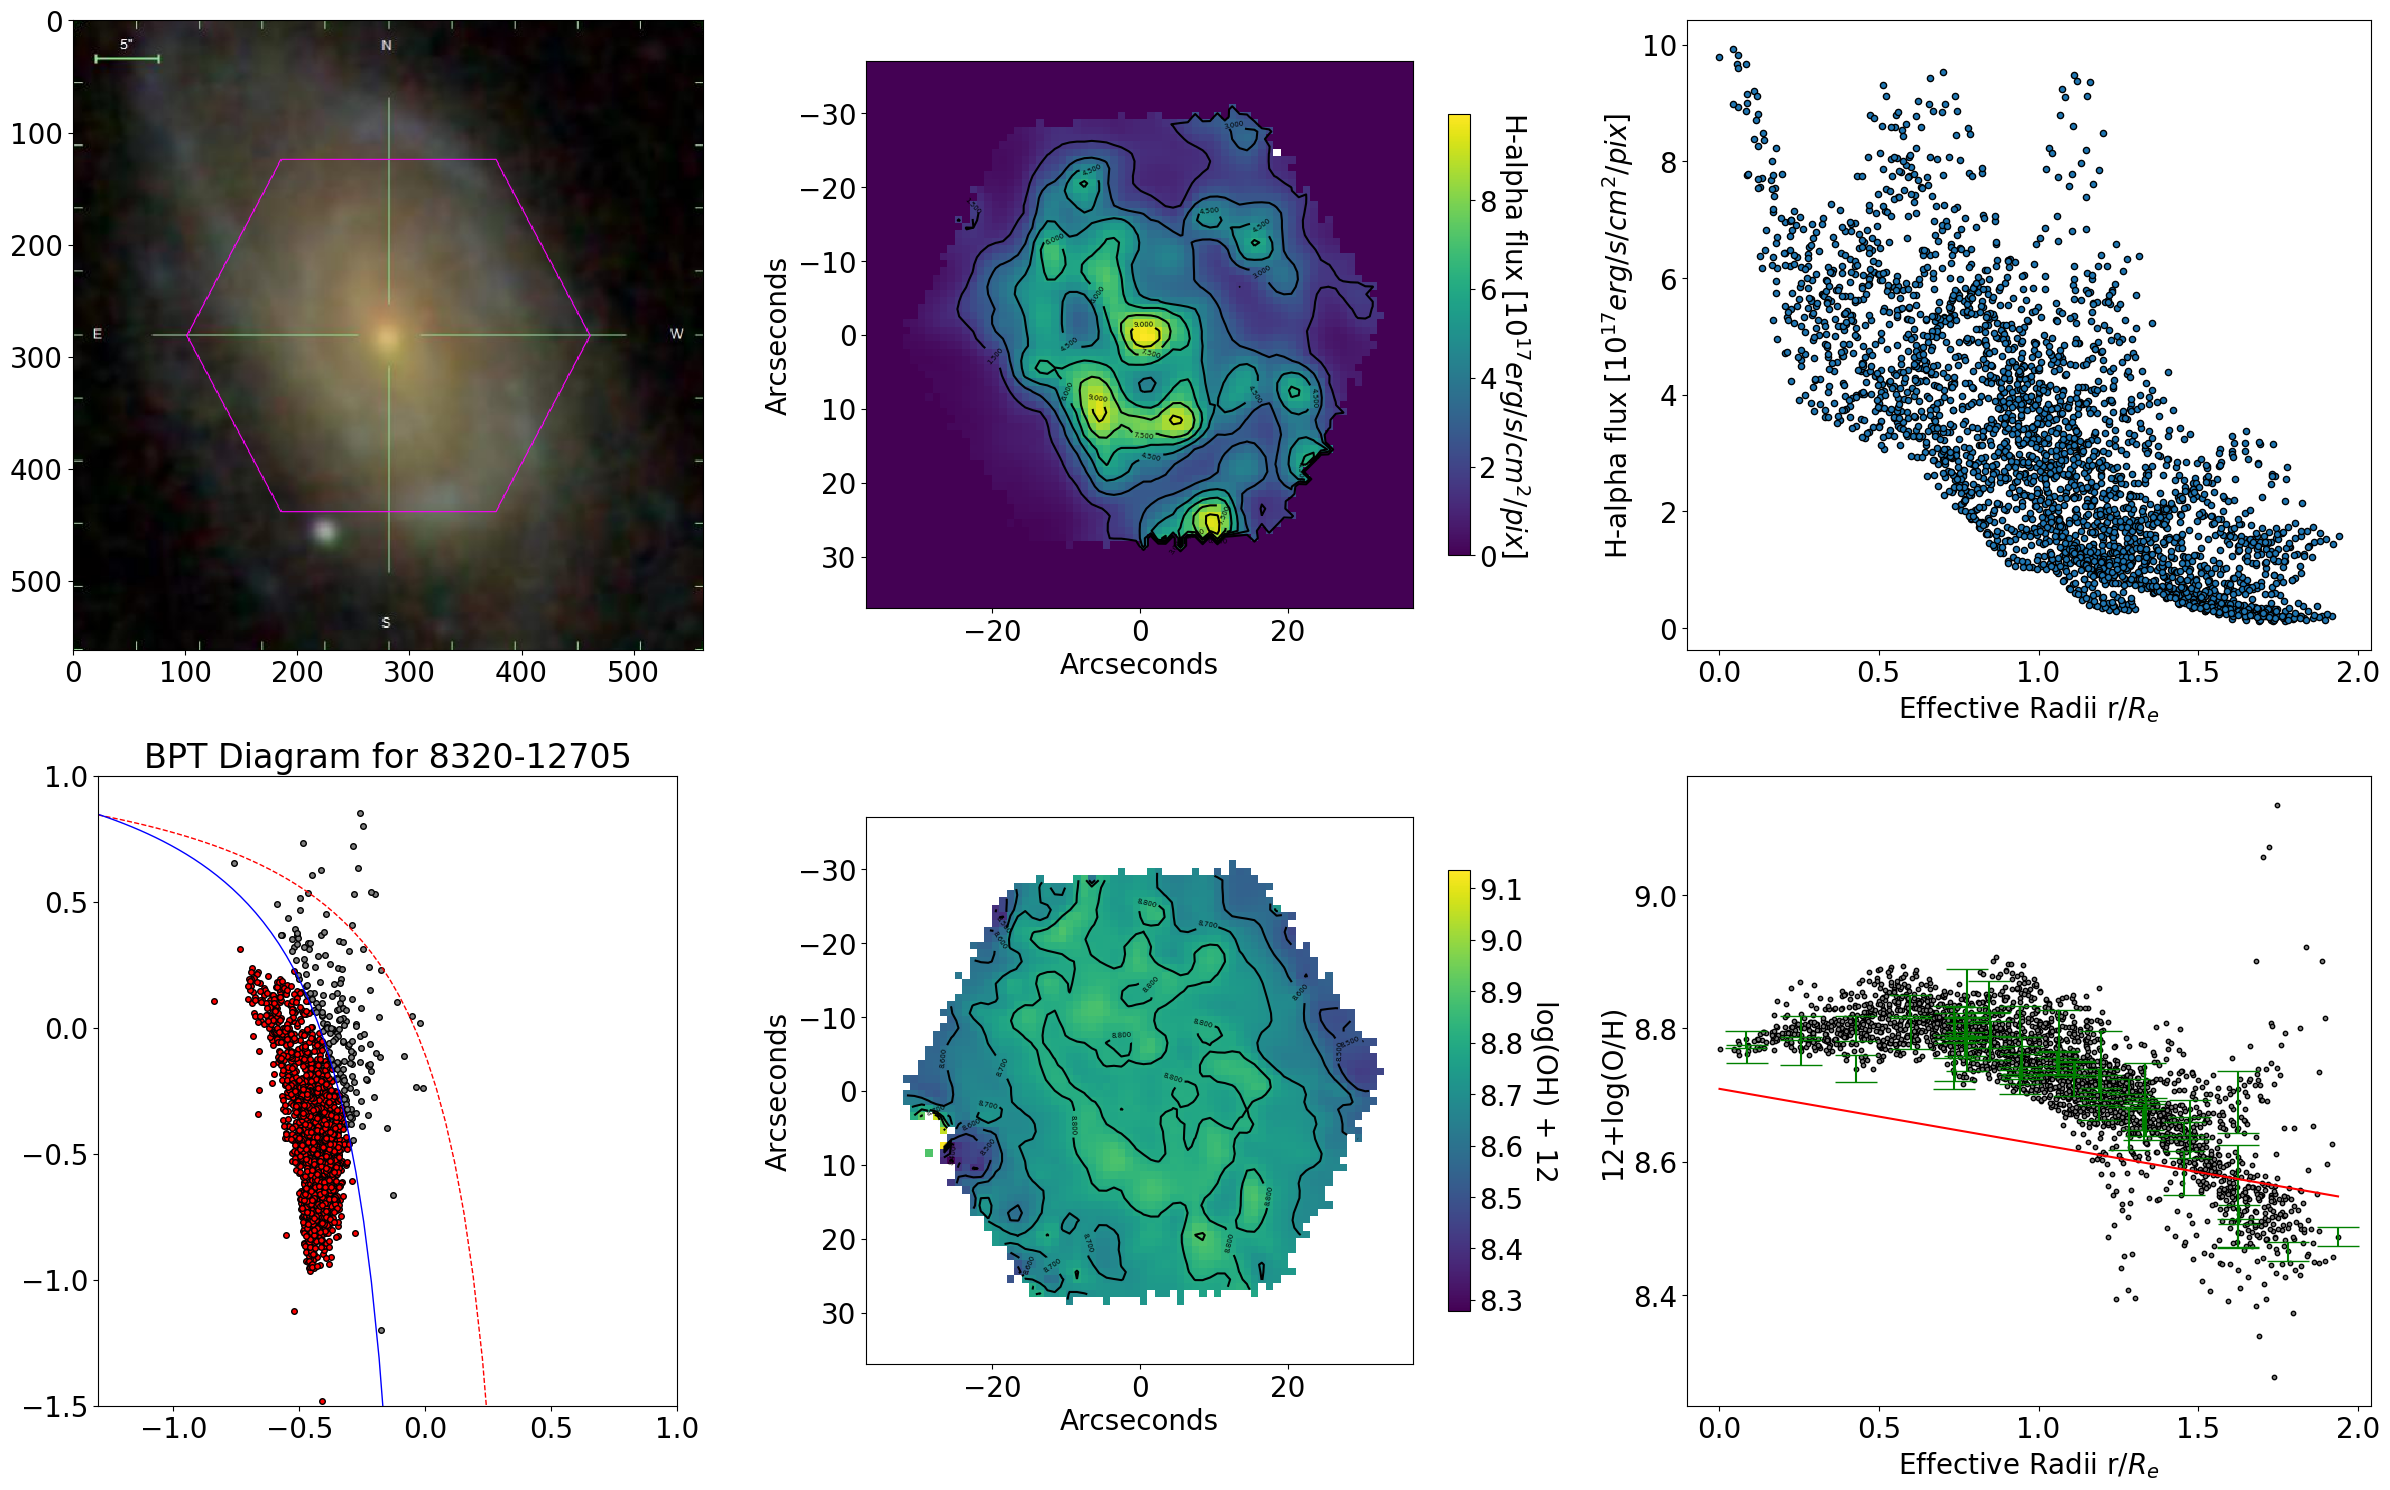 0
100
200
300
400
500
0 100 200 300 400 500
5"
N
E
W
S
Arcseconds
−30
−20
−10
0
10
20
30
−20 0 20
Arcseconds
8
6
4
2
0
H-alpha flux [10^17 erg/s/cm^2/pix]
H-alpha flux [10^17 erg/s/cm^2/pix]
10
8
6
4
2
0
0.0 0.5 1.0 1.5 2.0
Effective Radii r/R_e
BPT Diagram for 8320-12705
1.0
0.5
0.0
−0.5
−1.0
−1.5
−1.0 −0.5 0.0 0.5 1.0
Arcseconds
−30
−20
−10
0
10
20
30
−20 0 20
Arcseconds
9.1
9.0
8.9
8.8
8.7
8.6
8.5
8.4
8.3
log(OH) + 12
12+log(O/H)
9.0
8.8
8.6
8.4
0.0 0.5 1.0 1.5 2.0
Effective Radii r/R_e